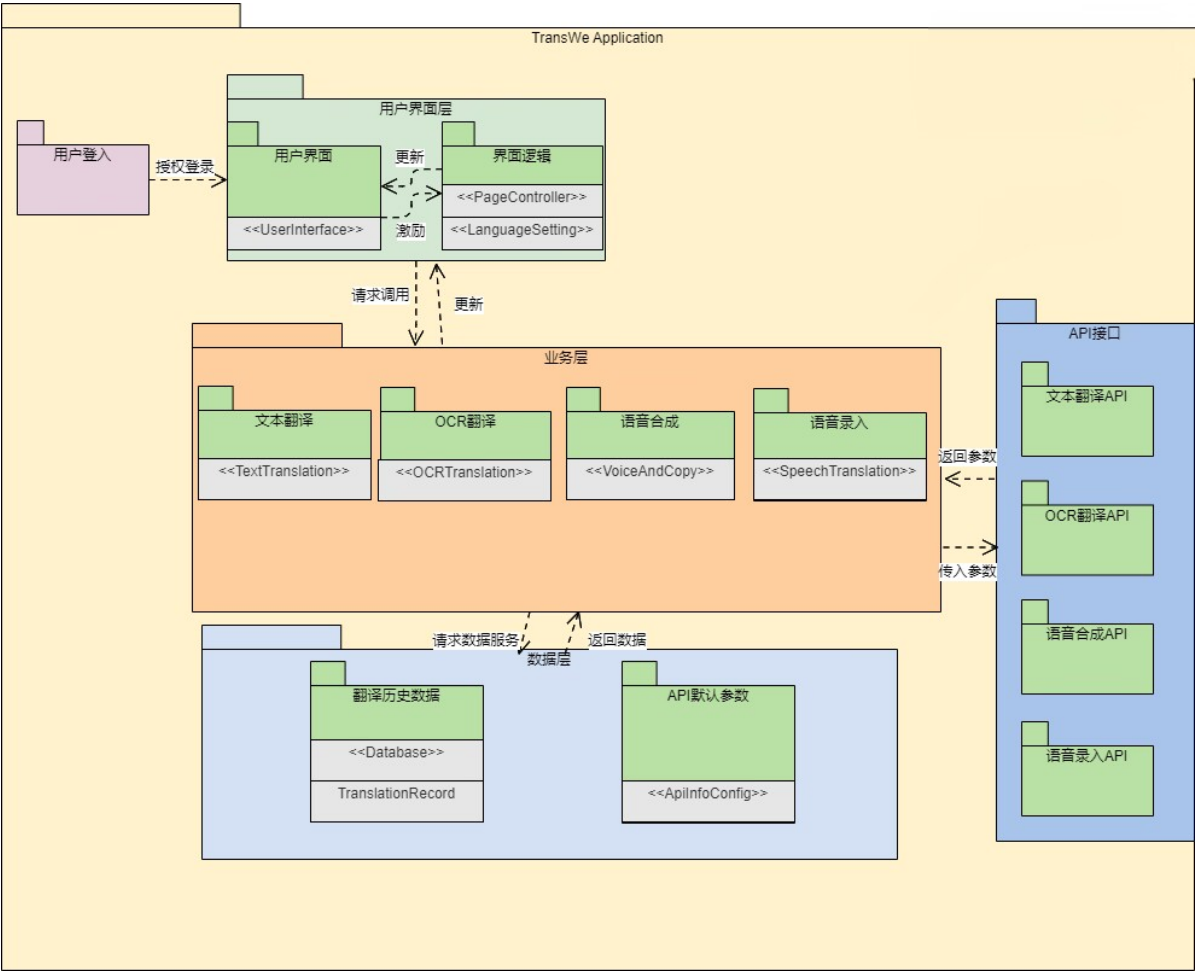 TransWe Application
用户界面层
用户登入
授权登录
用户界面
<<UserInterface>>
更新
激励
界面逻辑
<<PageController>>
<<LanguageSetting>>
请求调用
更新
业务层
文本翻译
<<TextTranslation>>
OCR翻译
<<OCRTranslation>>
语音合成
<<VoiceAndCopy>>
语音录入
<<SpeechTranslation>>
返回参数
传入参数
API接口
文本翻译API
OCR翻译API
语音合成API
语音录入API
请求数据服务
返回数据
数据层
翻译历史数据
<<Database>>
TranslationRecord
API默认参数
<<ApiInfoConfig>>